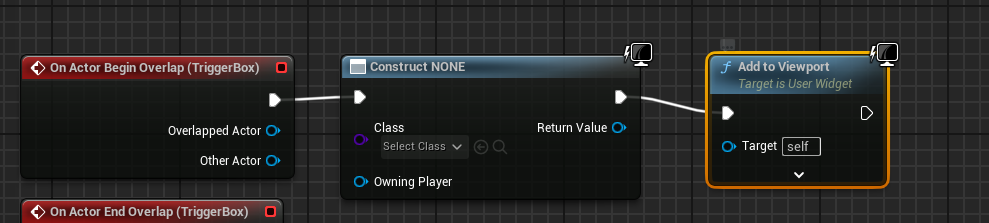 On Actor Begin Overlap (TriggerBox)
Overlapped Actor
Other Actor
Construct NONE
Class
Select Class
Return Value
Owning Player
f Add to Viewport
Target is User Widget
Target self
On Actor End Overlap (TriggerBox)